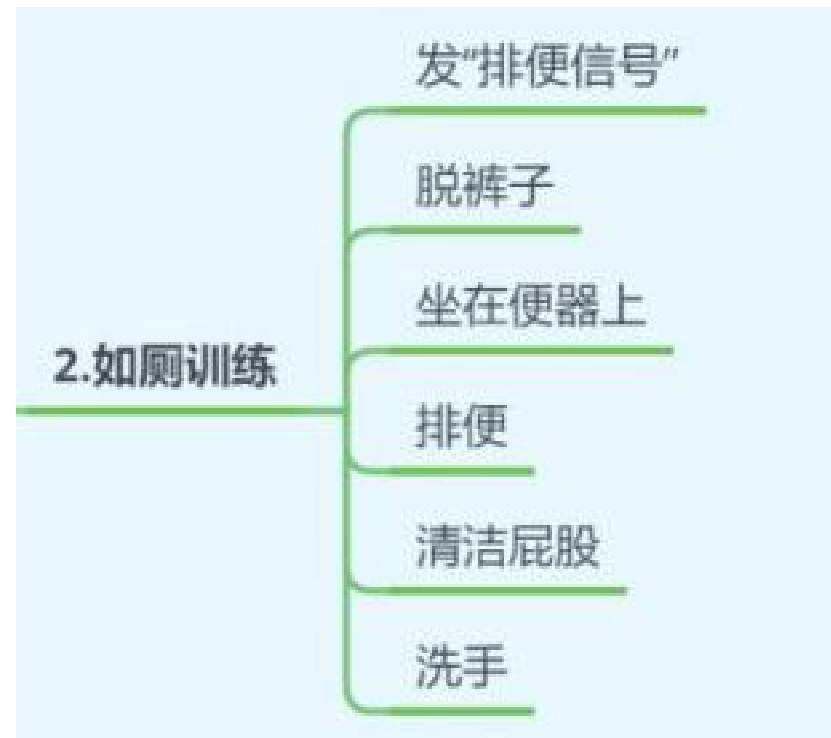 发“排便信号”
脱裤子
坐在便器上
2.如厕训练
排便
清洁屁股
洗手